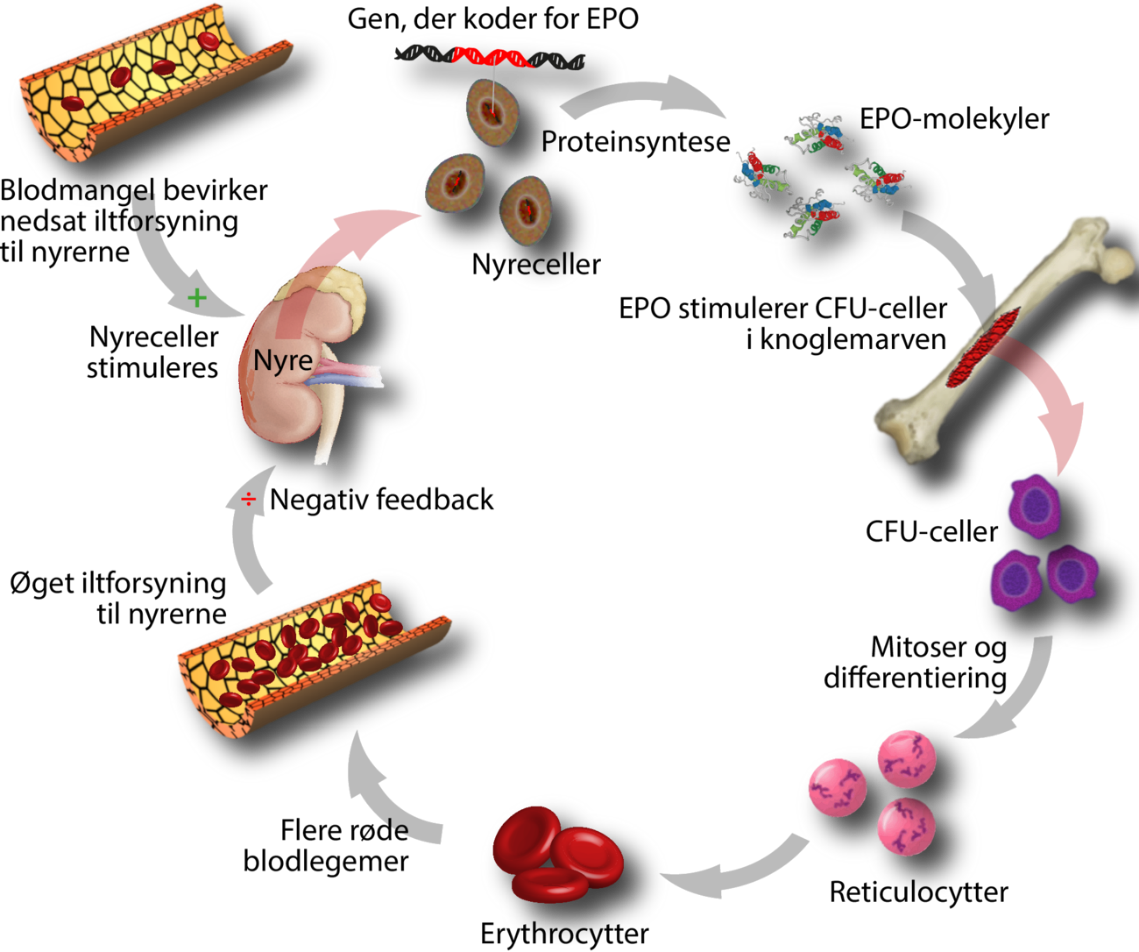 Gen, der koder for EPO
Proteinsyntese
EPO-molekyler
Blodmangel bevirker
nedsat iltforsyning
til nyrerne
Nyreceller
+
Nyreceller
stimuleres
Nyre
EPO stimulerer CFU-celler
i knoglemarven
÷ Negativ feedback
CFU-celler
Øget iltforsyning
til nyrerne
Mitoser og
differentiering
Flere røde
blodlegemer
Reticulocytter
Erythrocytter